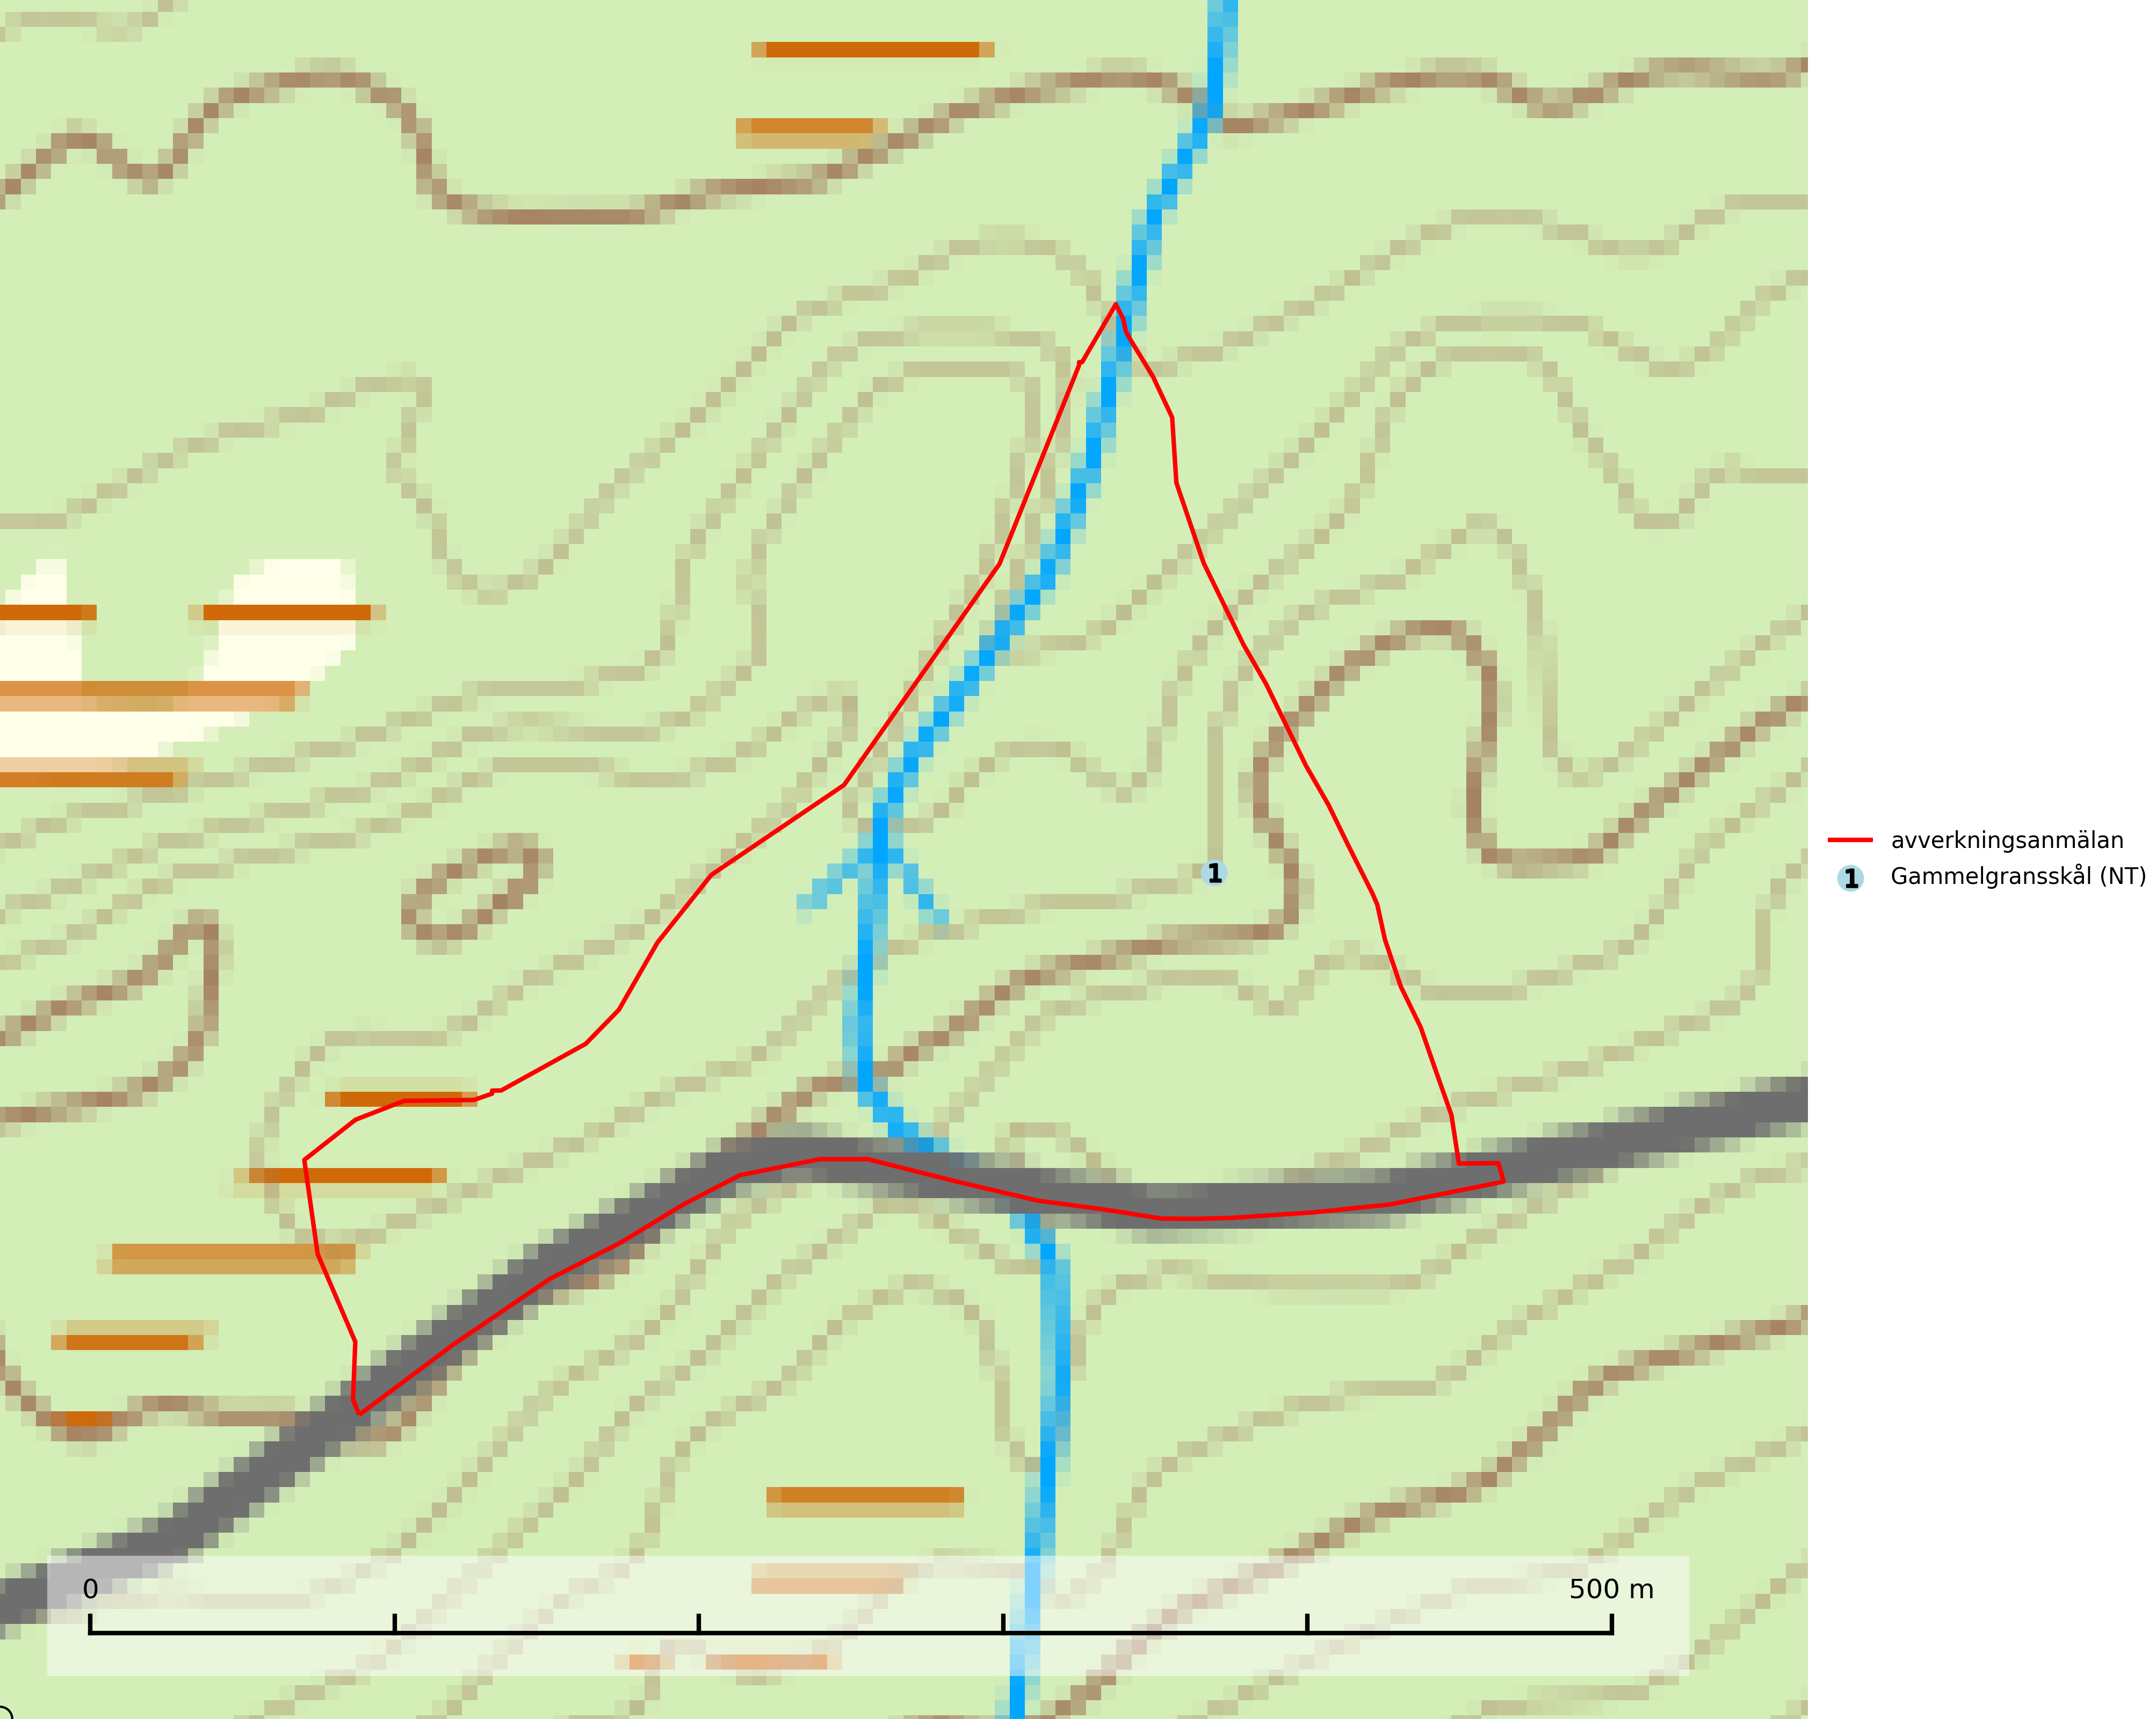 1
avverkningsanmälan
1 Gammelgransskål (NT)
0 500 m